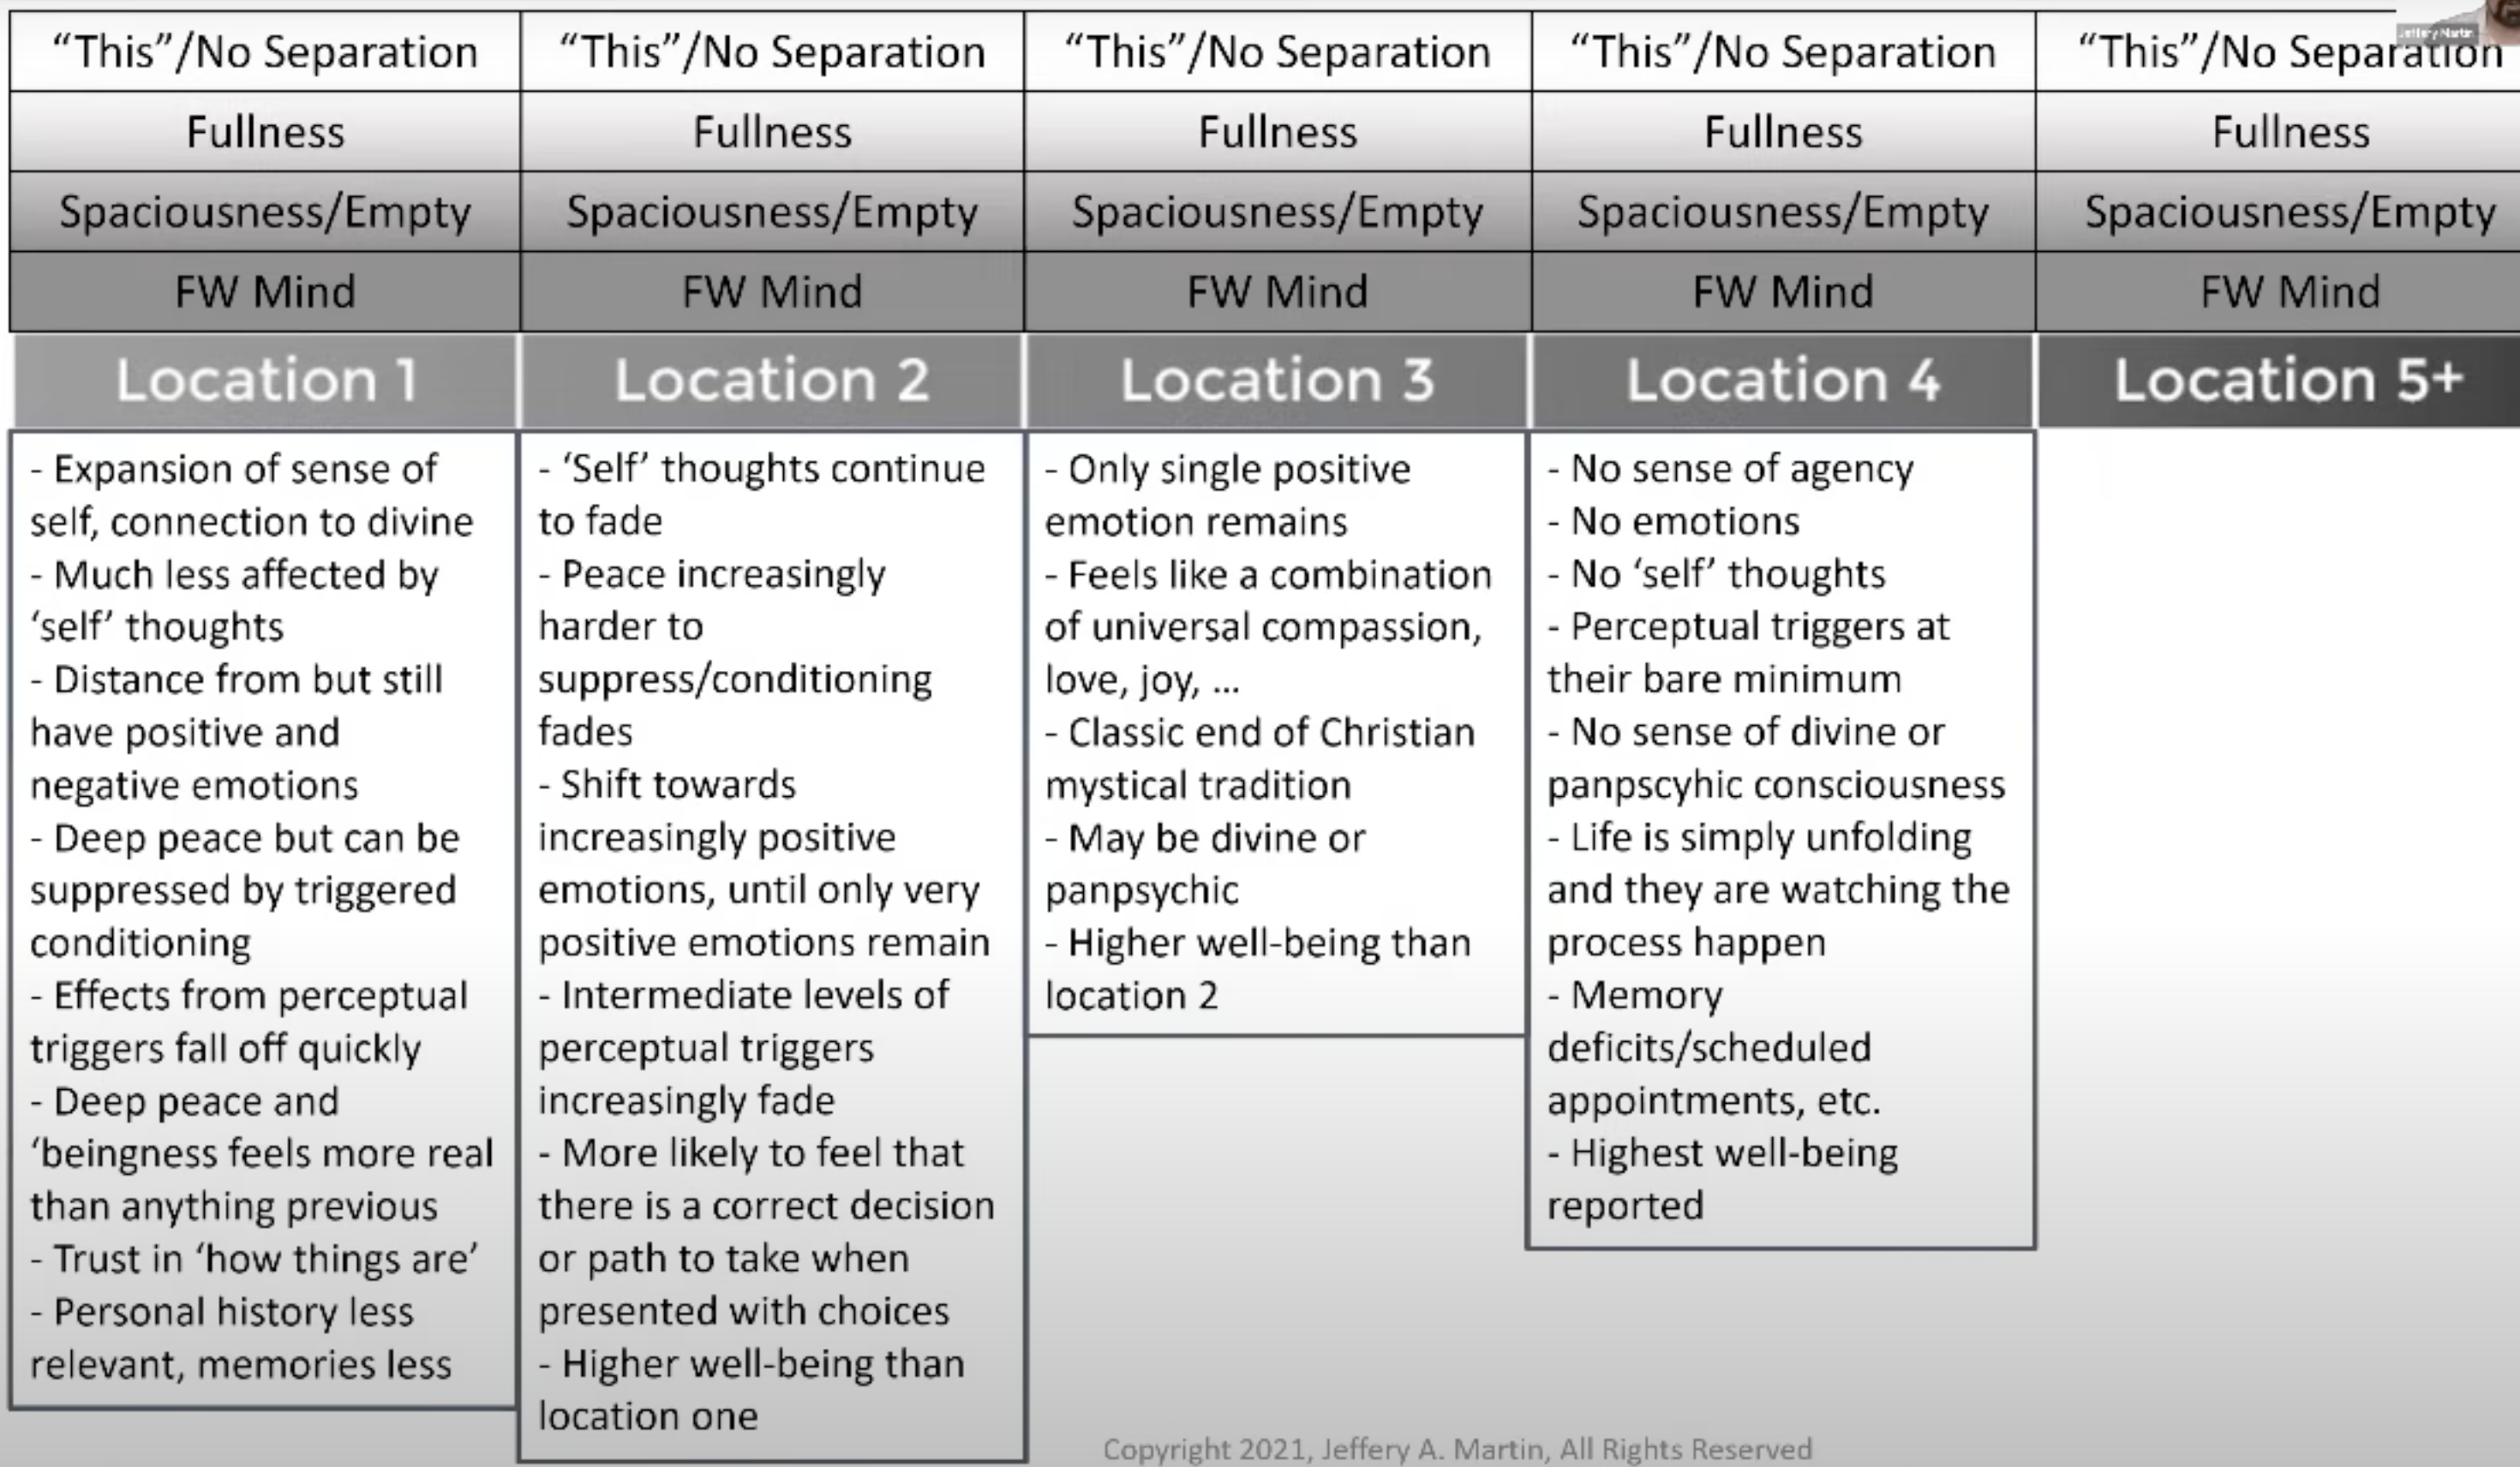 “This”/No Separation “This”/No Separation “This”/No Separation “This”/No Separation “This”/No Separation
Jeffery Martin
Fullness Fullness Fullness Fullness Fullness
Spaciousness/Empty Spaciousness/Empty Spaciousness/Empty Spaciousness/Empty Spaciousness/Empty
FW Mind FW Mind FW Mind FW Mind FW Mind
Location 1 Location 2 Location 3 Location 4 Location 5+
- Expansion of sense of
self, connection to divine
- Much less affected by
‘self’ thoughts
- Distance from but still
have positive and
negative emotions
- Deep peace but can be
suppressed by triggered
conditioning
- Effects from perceptual
triggers fall off quickly
- Deep peace and
‘beingness feels more real
than anything previous
- Trust in ‘how things are’
- Personal history less
relevant, memories less
- ‘Self’ thoughts continue
to fade
- Peace increasingly
harder to
suppress/conditioning
fades
- Shift towards
increasingly positive
emotions, until only very
positive emotions remain
- Intermediate levels of
perceptual triggers
increasingly fade
- More likely to feel that
there is a correct decision
or path to take when
presented with choices
- Higher well-being than
location one
- Only single positive
emotion remains
- Feels like a combination
of universal compassion,
love, joy, ...
- Classic end of Christian
mystical tradition
- May be divine or
panpsychic
- Higher well-being than
location 2
- No sense of agency
- No emotions
- No ‘self’ thoughts
- Perceptual triggers at
their bare minimum
- No sense of divine or
panpscyhic consciousness
- Life is simply unfolding
and they are watching the
process happen
- Memory
deficits/scheduled
appointments, etc.
- Highest well-being
reported
Copyright 2021, Jeffery A. Martin, All Rights Reserved